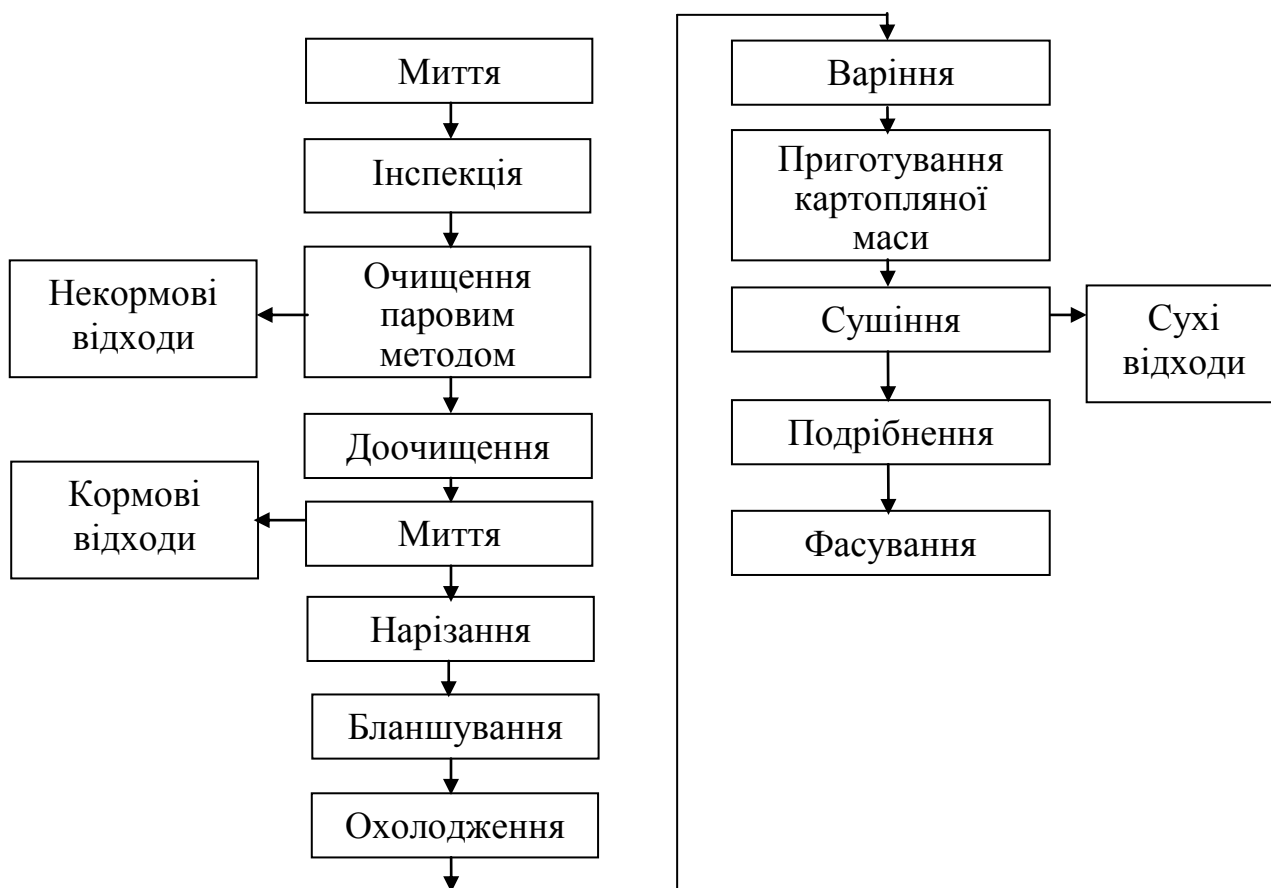 Миття
Інспекція
Очищення
паровим
методом
Некормові
відходи
Доочищення
Миття
Кормові
відходи
Нарізання
Бланшування
Охолодження
Варіння
Приготування
картопляної
маси
Сушіння
Сухі
відходи
Подрібнення
Фасування